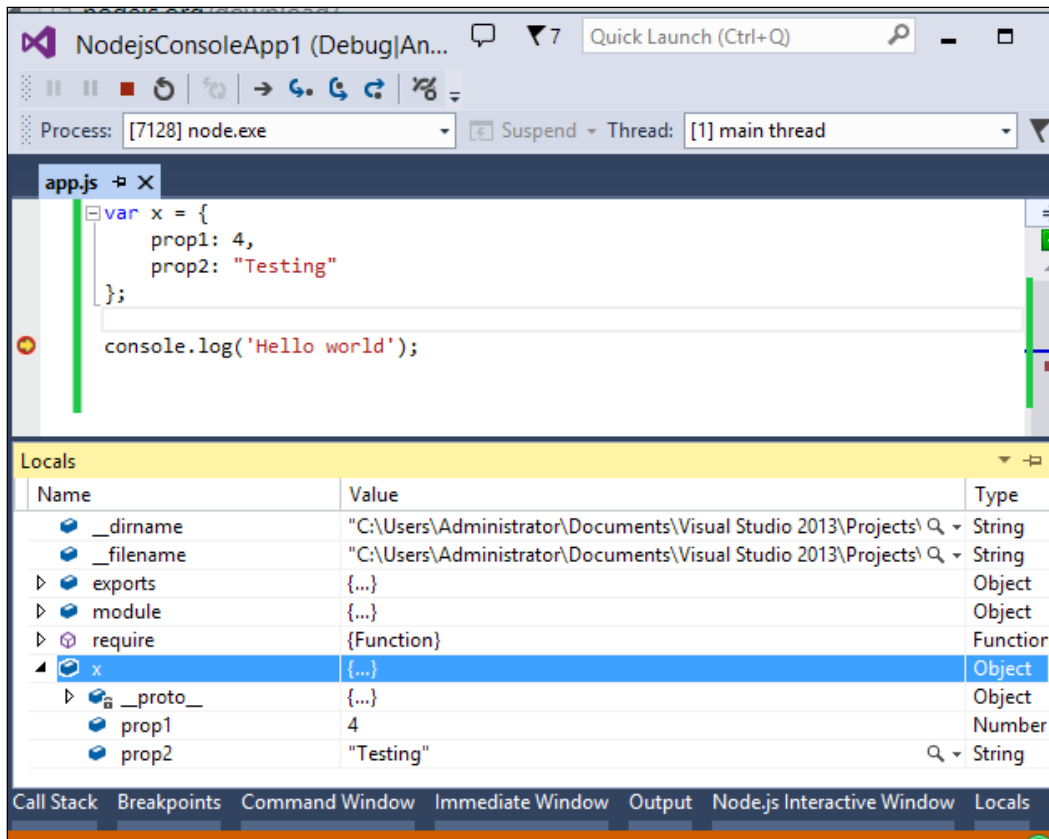 nodejs.org/download/
NodejsConsoleApp1 (Debug|An... 7 Quick Launch (Ctrl+Q)
Process: [7128] node.exe Suspend Thread: [1] main thread
app.js
var x = {
prop1: 4,
prop2: "Testing"
};
console.log('Hello world');
Locals
Name Value Type
__dirname "C:\Users\Administrator\Documents\Visual Studio 2013\Projects\ String
__filename "C:\Users\Administrator\Documents\Visual Studio 2013\Projects\ String
exports {...} Object
module {...} Object
require {Function} Function
x {...} Object
__proto__ {...} Object
prop1 4 Number
prop2 "Testing" String
Call Stack Breakpoints Command Window Immediate Window Output Node.js Interactive Window Locals